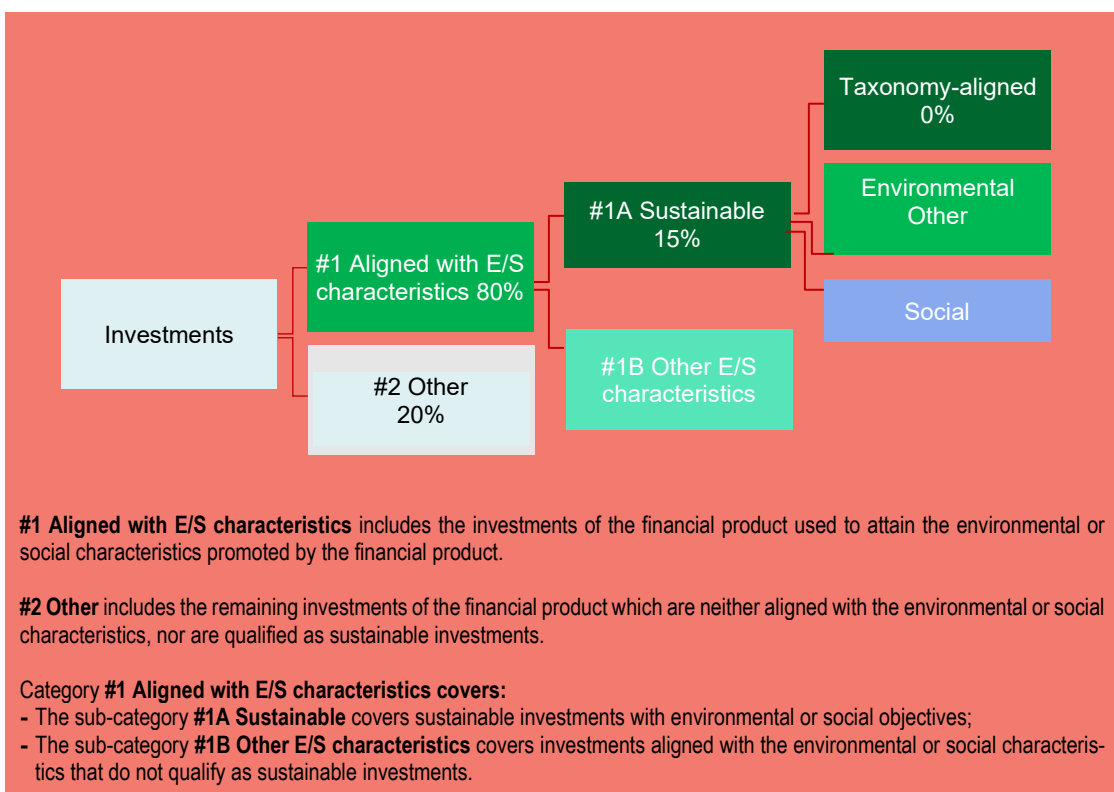 Taxonomy-aligned
0%
Environmental
Other
#1A Sustainable
15%
#1 Aligned with E/S
characteristics 80%
Social
Investments
#1B Other E/S
characteristics
#2 Other
20%
#1 Aligned with E/S characteristics includes the investments of the financial product used to attain the environmental or
social characteristics promoted by the financial product.
#2 Other includes the remaining investments of the financial product which are neither aligned with the environmental or social
characteristics, nor are qualified as sustainable investments.
Category #1 Aligned with E/S characteristics covers:
- The sub-category #1A Sustainable covers sustainable investments with environmental or social objectives;
- The sub-category #1B Other E/S characteristics covers investments aligned with the environmental or social characteris-
tics that do not qualify as sustainable investments.